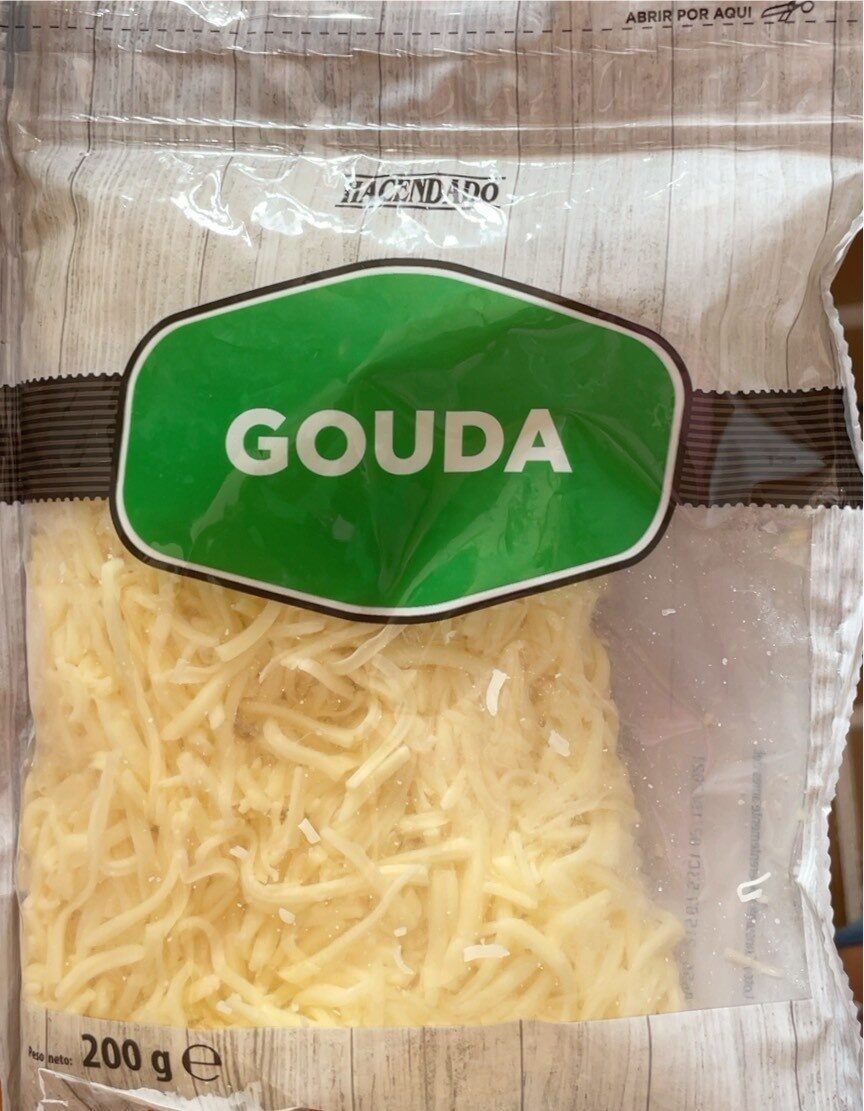 ABRIR POR AQUI
HACENDADO
GOUDA
Peso neto: 200 g ℮